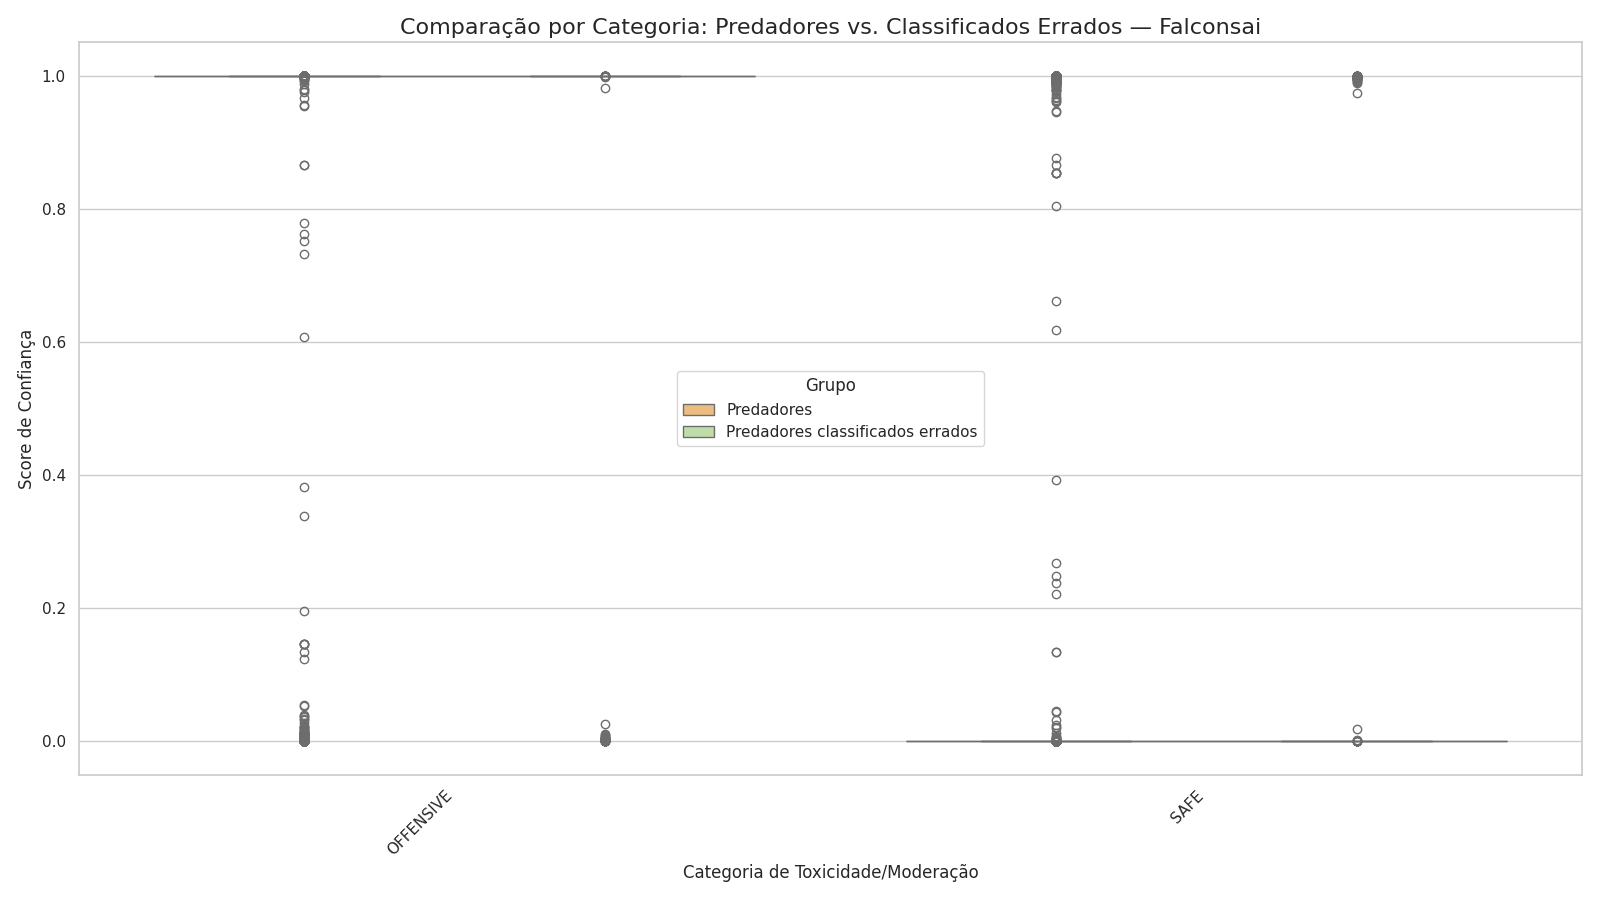 Comparação por Categoria: Predadores vs. Classificados Errados — Falconsai
Score de Confiança
1.0
0.8
0.6
0.4
0.2
0.0
Grupo
Predadores
Predadores classificados errados
OFFENSIVE
SAFE
Categoria de Toxicidade/Moderação